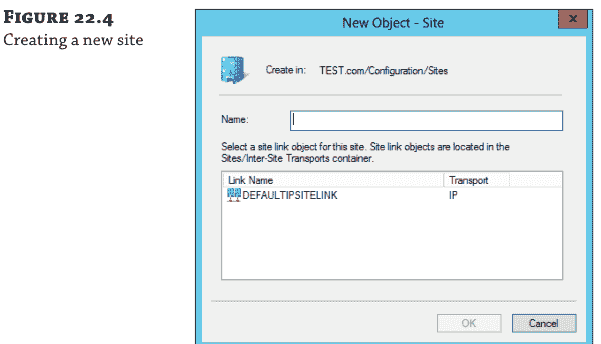 FIGURE 22.4
Creating a new site
New Object - Site
x
Create in: TEST.com/Configuration/Sites
Name:
Select a site link object for this site. Site link objects are located in the
Sites/Inter-Site Transports container.
Link Name Transport
DEFAULTIPSITELINK IP
OK Cancel